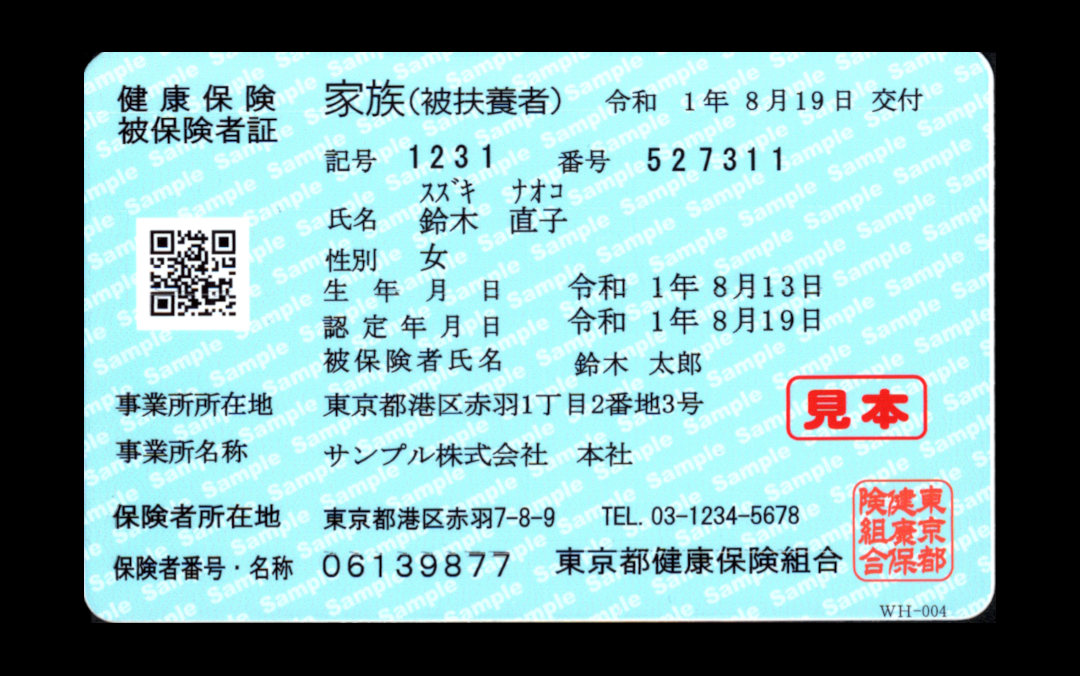 健康保険 家族(被扶養者) 令和 1年 8月19日 交付
被保険者証
記号 1231 番号 527311
スズキ ナオコ
氏名 鈴木 直子
性別 女
生年月日 令和 1年 8月13日
認定年月日 令和 1年 8月19日
被保険者氏名 鈴木 太郎
事業所所在地 東京都港区赤羽1丁目2番地3号
見本
事業所名称 サンプル株式会社 本社
保険者所在地 東京都港区赤羽7-8-9 TEL. 03-1234-5678
保険者番号・名称 06139877 東京都健康保険組合
東京都
健康保
険組合
WH-004
Sample